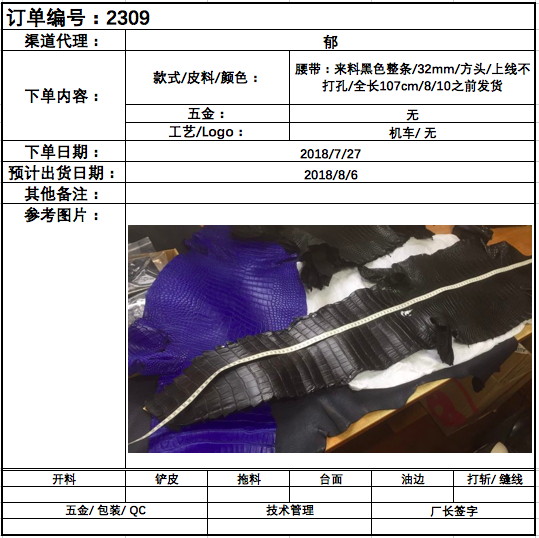 订单编号：2309
渠道代理：
郁
下单内容：
款式/皮料/颜色：
腰带：来料黑色整条/32mm/方头/上线不
打孔/全长107cm/8/10之前发货
五金：
无
工艺/Logo：
机车/ 无
下单日期：
2018/7/27
预计出货日期：
2018/8/6
其他备注：
参考图片：
开料
铲皮
拖料
台面
油边
打斩/ 缝线
五金/ 包装/ QC
技术管理
厂长签字